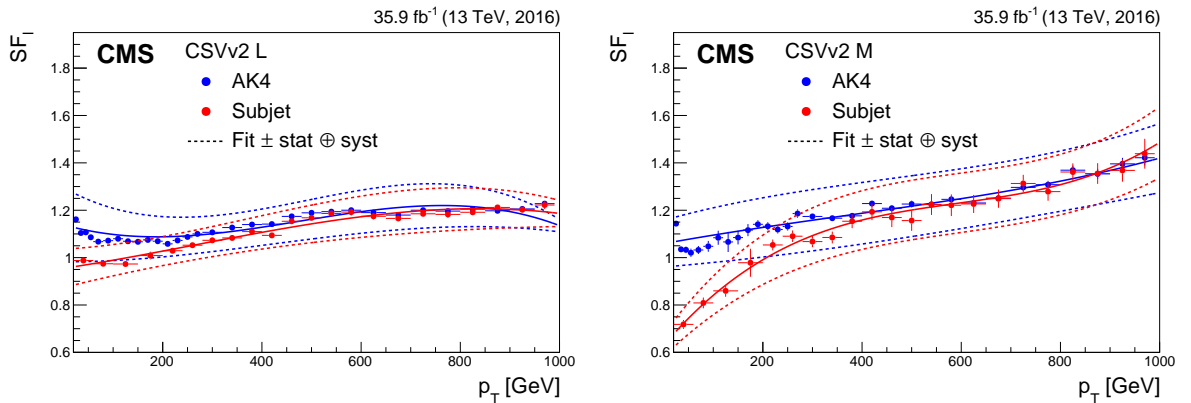 35.9 fb⁻¹ (13 TeV, 2016)
SF_l
CMS CSVv2 L
AK4
Subjet
Fit ± stat ⊕ syst
1.8
1.6
1.4
1.2
1
0.8
0.6
200 400 600 800 1000
p_T [GeV]
35.9 fb⁻¹ (13 TeV, 2016)
SF_l
CMS CSVv2 M
AK4
Subjet
Fit ± stat ⊕ syst
1.8
1.6
1.4
1.2
1
0.8
0.6
200 400 600 800 1000
p_T [GeV]